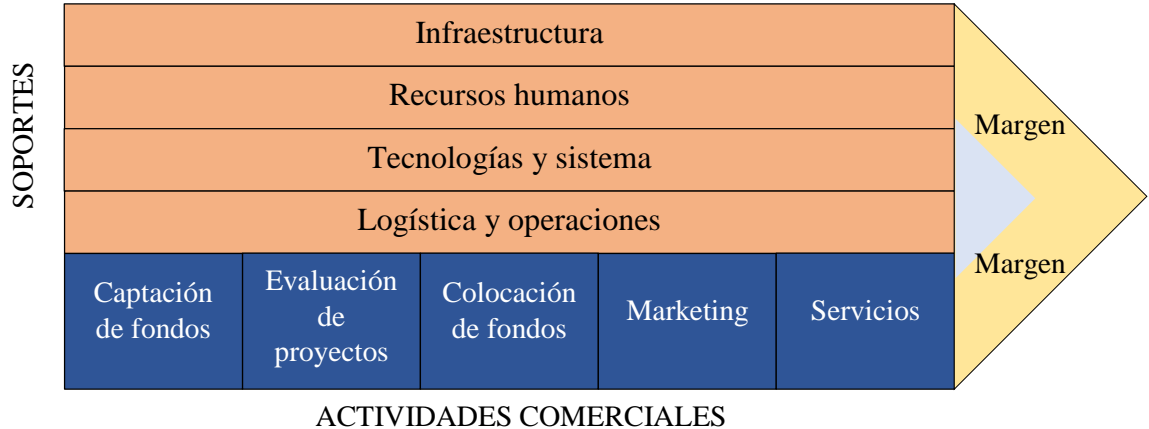 SOPORTES
Infraestructura
Recursos humanos
Tecnologías y sistema
Logística y operaciones
Margen
Margen
Captación
de fondos
Evaluación
de
proyectos
Colocación
de fondos
Marketing
Servicios
ACTIVIDADES COMERCIALES